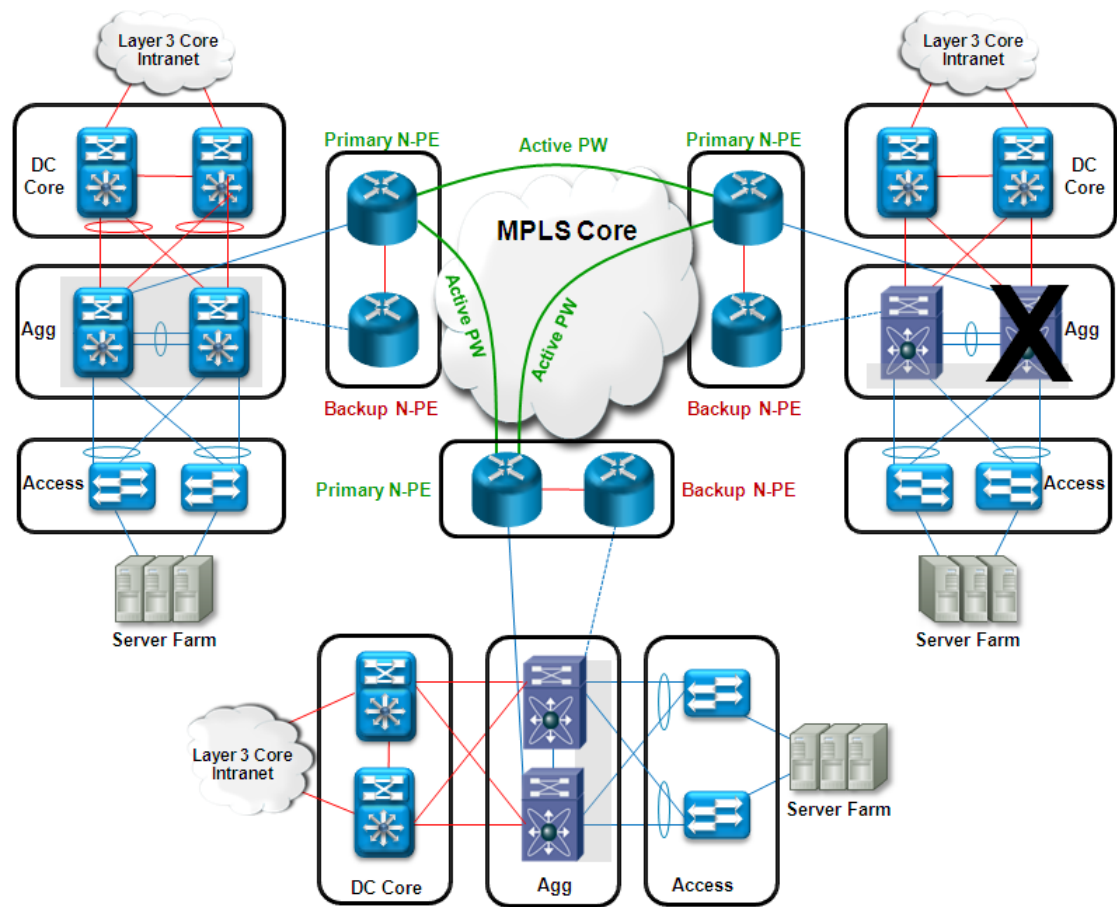 Layer 3 Core
Intranet
DC
Core
Agg
Access
Server Farm
Primary N-PE
Backup N-PE
Active PW
MPLS Core
Active PW
Active PW
Primary N-PE
Backup N-PE
Layer 3 Core
Intranet
DC
Core
X
Agg
Access
Server Farm
Primary N-PE
Backup N-PE
Layer 3 Core
Intranet
DC Core
Agg
Access
Server Farm